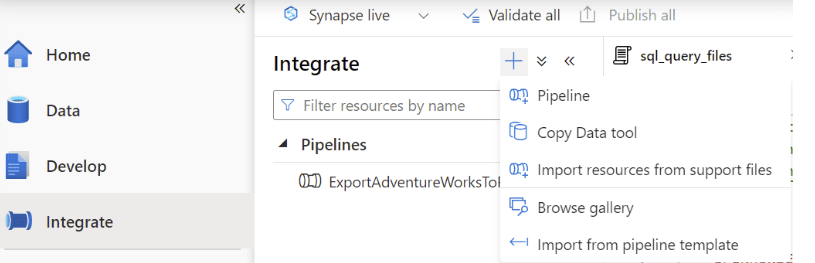 Synapse live
Validate all
Publish all
Home
Data
Develop
Integrate
Integrate
sql_query_files
Filter resources by name
Pipelines
Pipeline
Copy Data tool
Import resources from support files
Browse gallery
Import from pipeline template